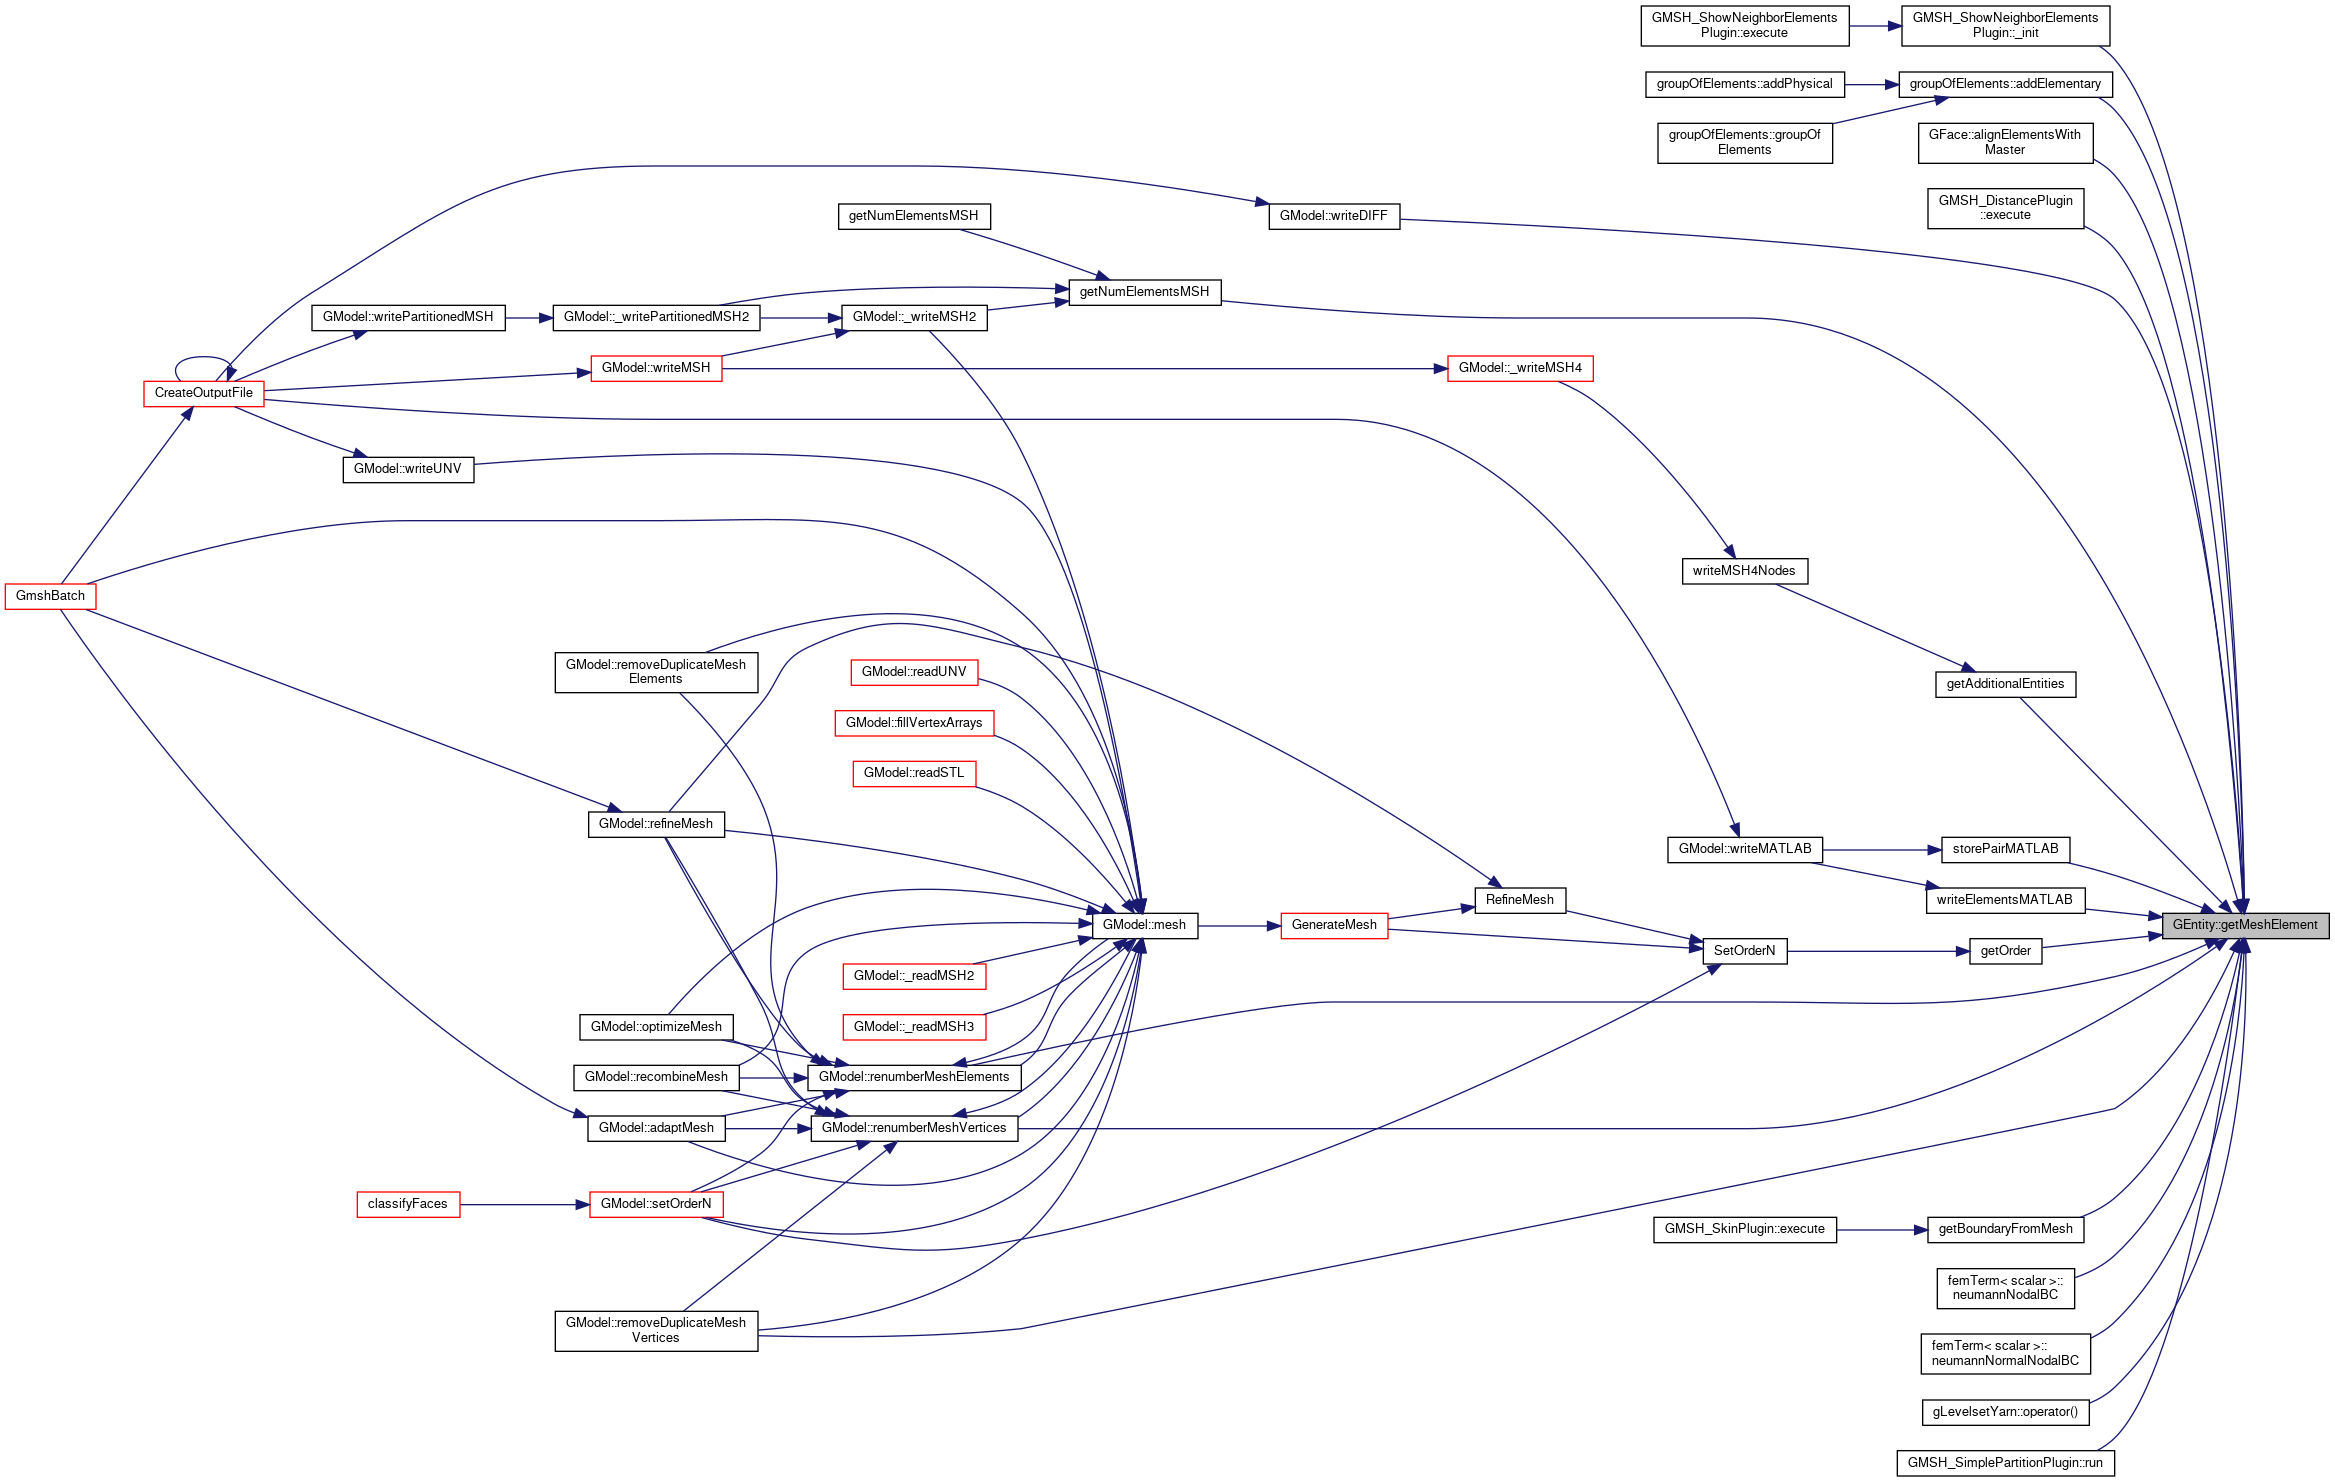 GMSH_ShowNeighborElements
Plugin::execute
GMSH_ShowNeighborElements
Plugin::_init
groupOfElements::addPhysical
groupOfElements::addElementary
groupOfElements::groupOf
Elements
GFace::alignElementsWith
Master
GMSH_DistancePlugin
::execute
getNumElementsMSH
GModel::writeDIFF
getNumElementsMSH
GModel::writePartitionedMSH
GModel::_writePartitionedMSH2
GModel::_writeMSH2
GModel::writeMSH
GModel::_writeMSH4
CreateOutputFile
GModel::writeUNV
writeMSH4Nodes
GmshBatch
GModel::removeDuplicateMesh
Elements
GModel::readUNV
getAdditionalEntities
GModel::fillVertexArrays
GModel::readSTL
GModel::refineMesh
GModel::writeMATLAB
storePairMATLAB
RefineMesh
writeElementsMATLAB
GModel::mesh
GenerateMesh
GEntity::getMeshElement
SetOrderN
getOrder
GModel::_readMSH2
GModel::optimizeMesh
GModel::_readMSH3
GModel::recombineMesh
GModel::renumberMeshElements
GModel::adaptMesh
GModel::renumberMeshVertices
classifyFaces
GModel::setOrderN
GMSH_SkinPlugin::execute
getBoundaryFromMesh
femTerm< scalar >::
neumannNodalBC
GModel::removeDuplicateMesh
Vertices
femTerm< scalar >::
neumannNormalNodalBC
gLevelsetYarn::operator()
GMSH_SimplePartitionPlugin::run